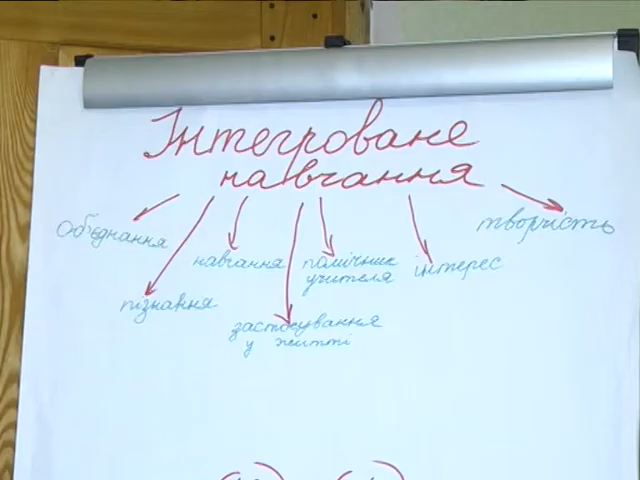 Інтегроване
навчання
Об'єднання
пізнання
навчання
застосування
у житті
помічник
учителя
інтерес
творчість